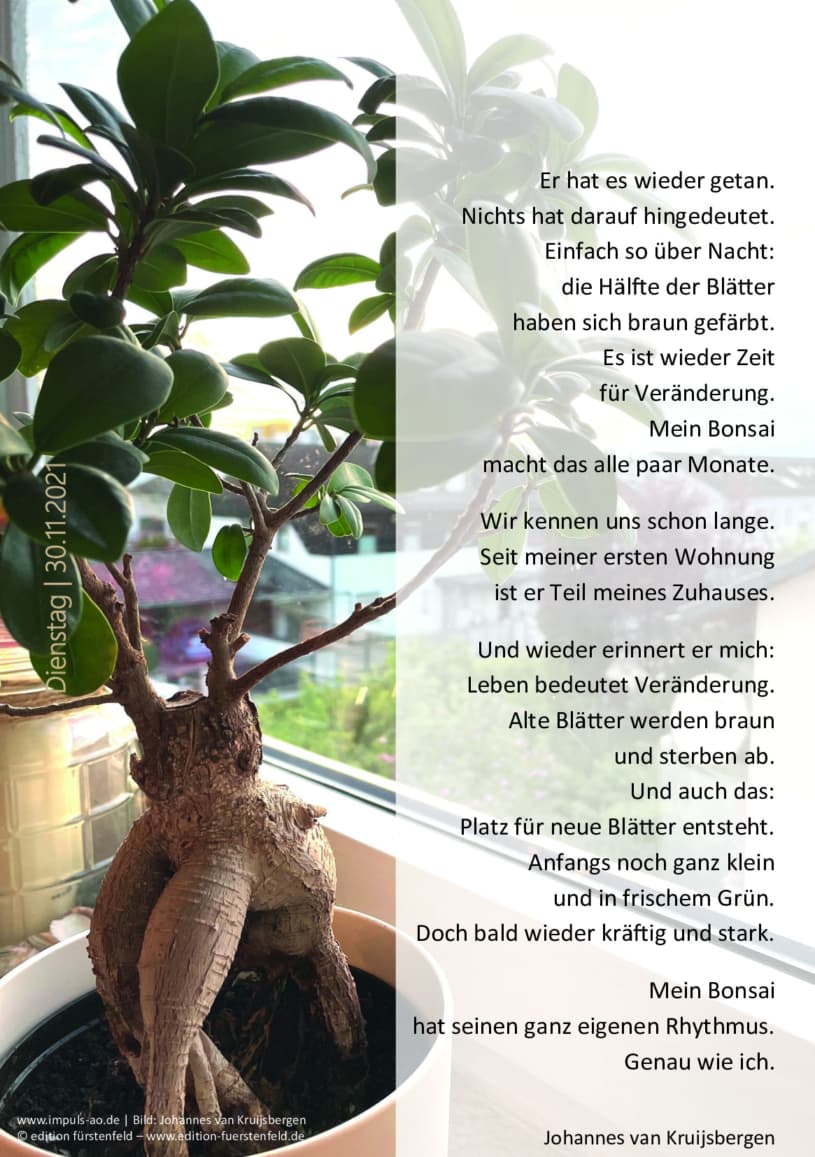 Er hat es wieder getan.
Nichts hat darauf hingedeutet.
Einfach so über Nacht:
die Hälfte der Blätter
haben sich braun gefärbt.
Es ist wieder Zeit
für Veränderung.
Mein Bonsai
macht das alle paar Monate.
Wir kennen uns schon lange.
Seit meiner ersten Wohnung
ist er Teil meines Zuhauses.
Und wieder erinnert er mich:
Leben bedeutet Veränderung.
Alte Blätter werden braun
und sterben ab.
Und auch das:
Platz für neue Blätter entsteht.
Anfangs noch ganz klein
und in frischem Grün.
Doch bald wieder kräftig und stark.
Mein Bonsai
hat seinen ganz eigenen Rhythmus.
Genau wie ich.
Johannes van Kruijsbergen
Dienstag | 30.11.2021
www.impuls-ao.de | Bild: Johannes van Kruijsbergen
© edition fürstenfeld – www.edition-fuerstenfeld.de